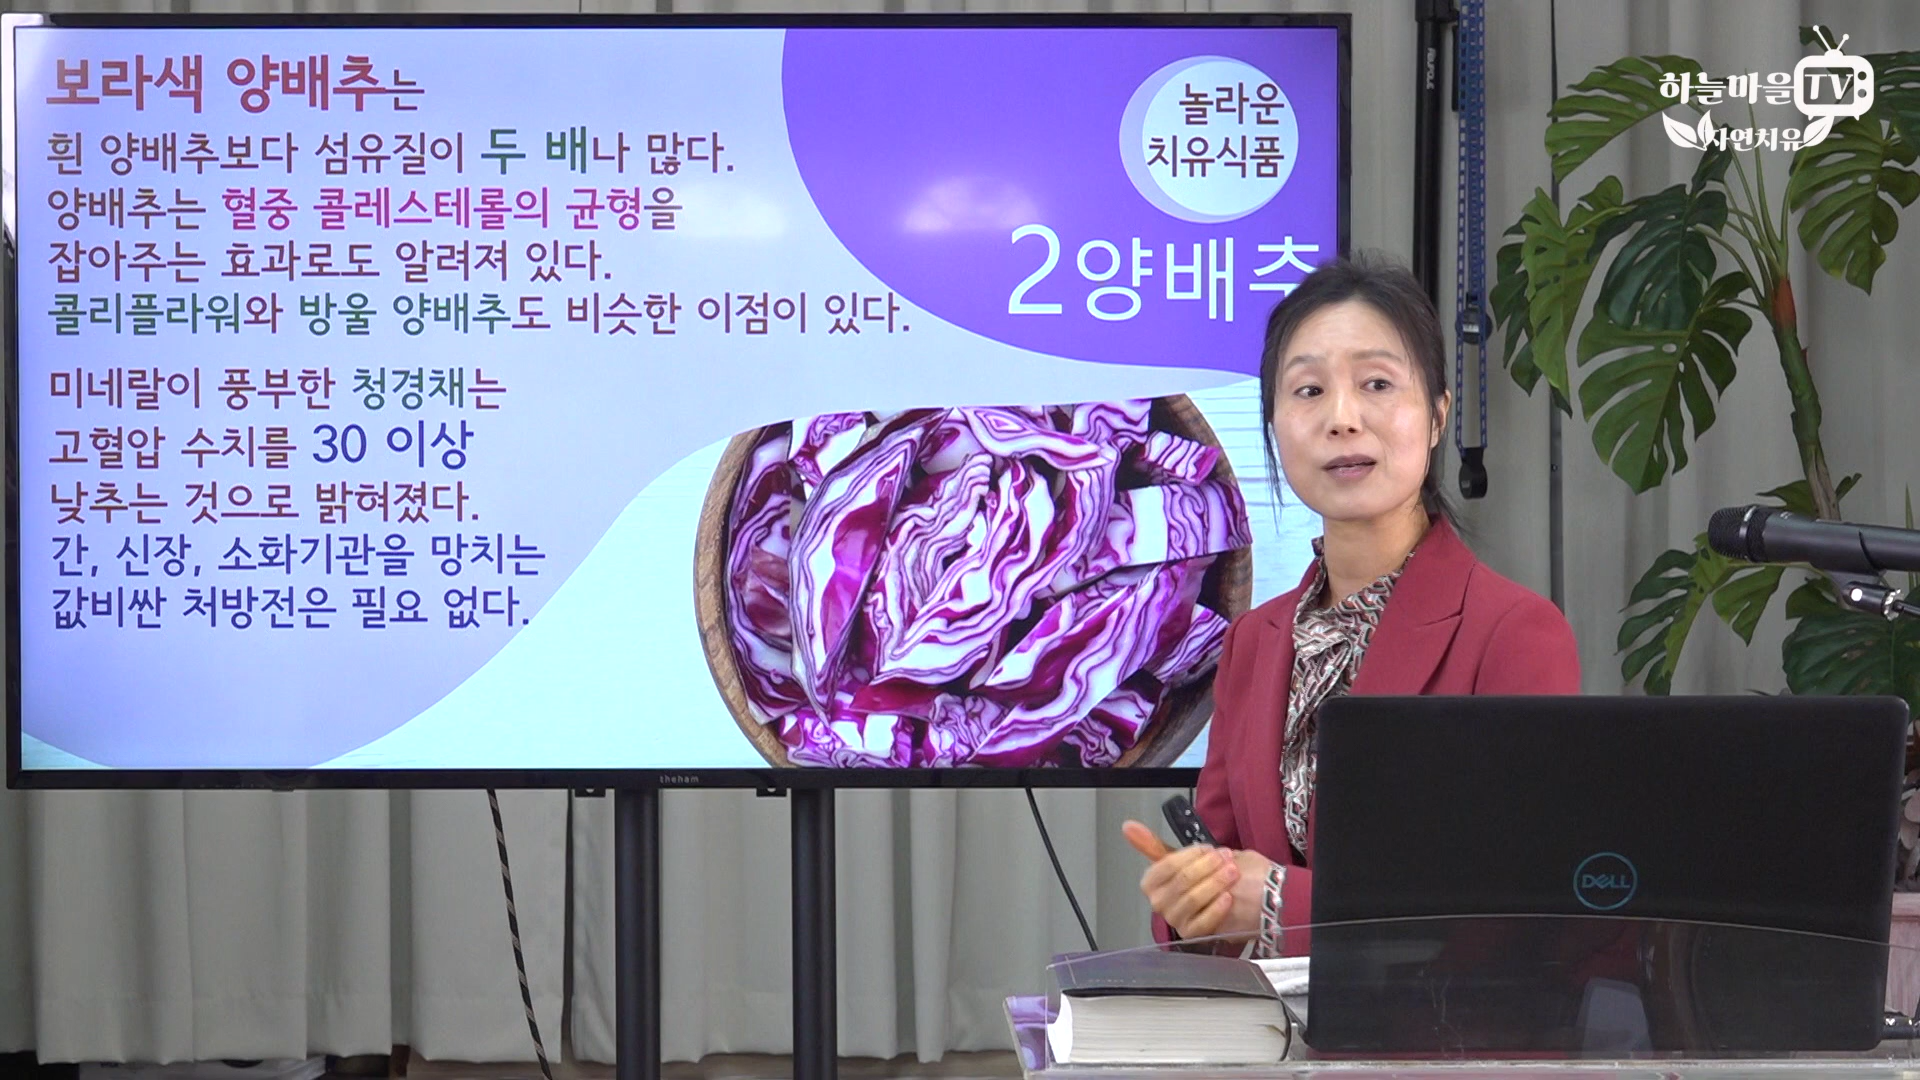 보라색 양배추는
흰 양배추보다 섬유질이 두 배나 많다.
양배추는 혈중 콜레스테롤의 균형을
잡아주는 효과로도 알려져 있다.
콜리플라워와 방울 양배추도 비슷한 이점이 있다.
미네랄이 풍부한 청경채는
고혈압 수치를 30 이상
낮추는 것으로 밝혀졌다.
간, 신장, 소화기관을 망치는
값비싼 처방전은 필요 없다.
놀라운
치유식품
2양배추
하늘마을TV
자연치유
theham
DELL